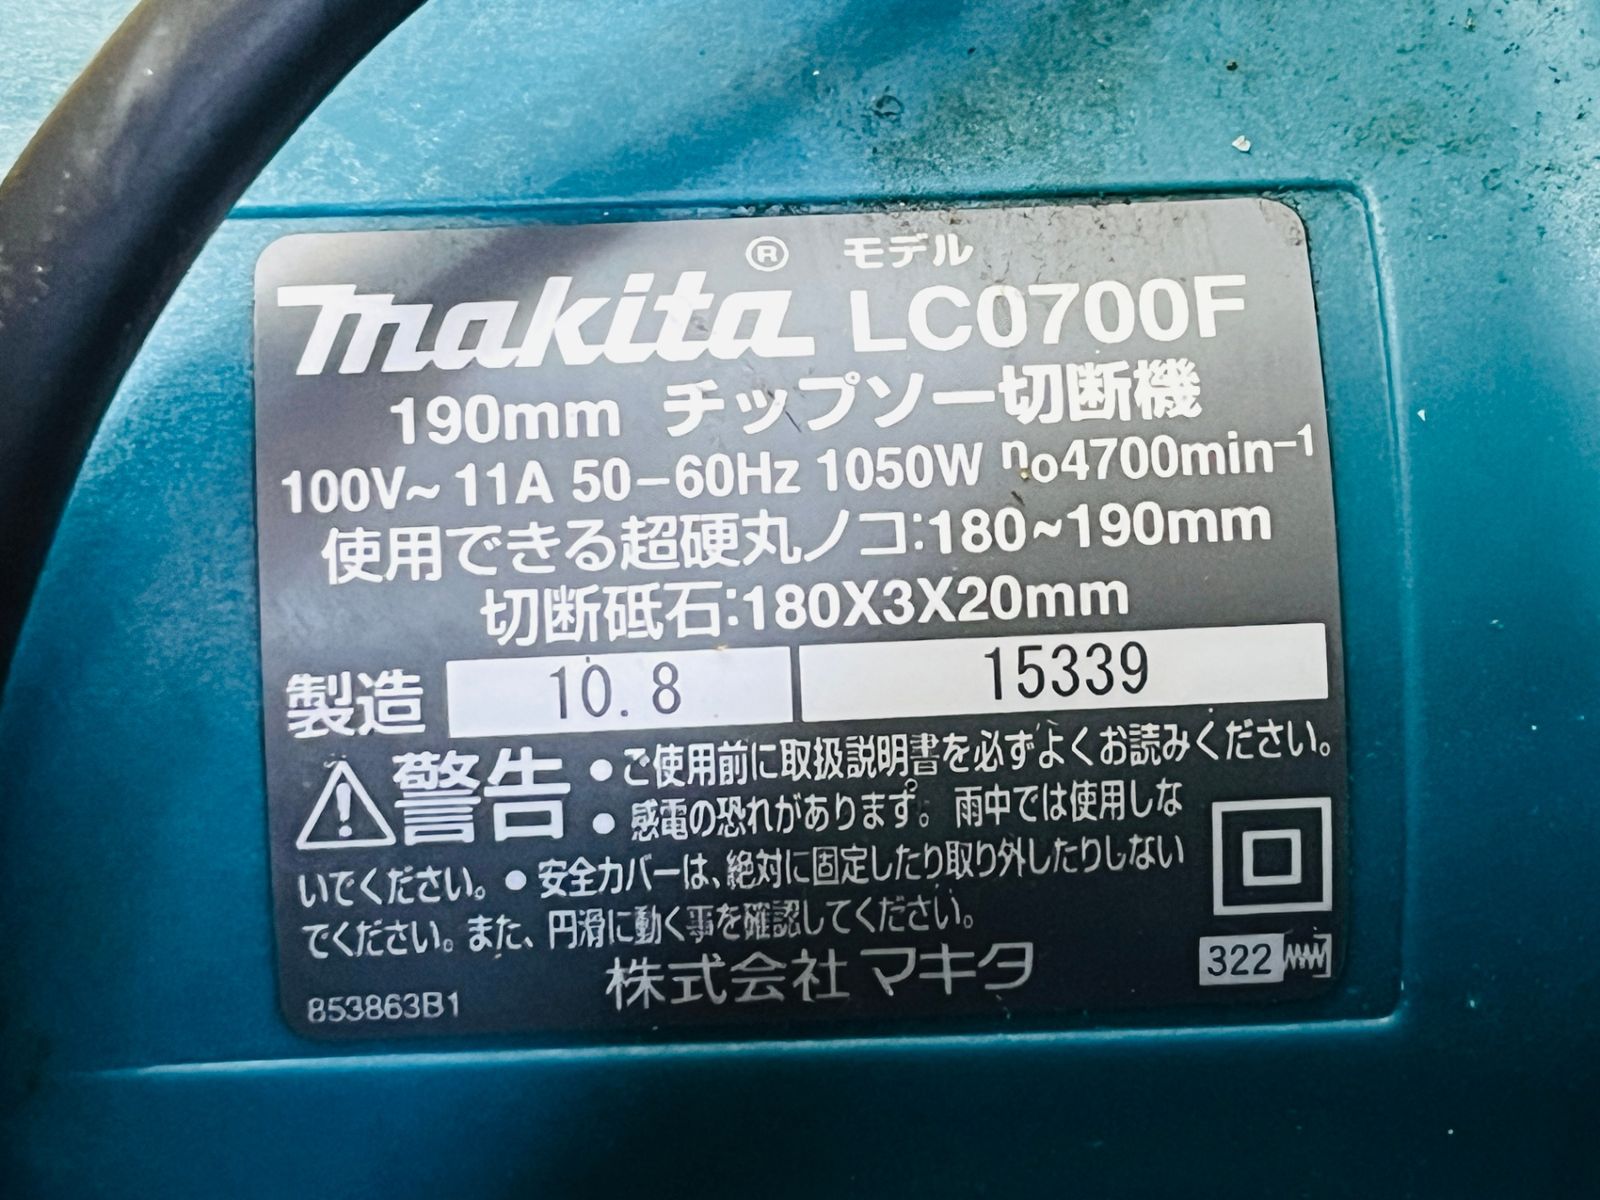 makita® モデル LC0700F
190mm チップソー切断機
100V~ 11A 50-60Hz 1050W no4700min-1
使用できる超硬丸ノコ:180~190mm
切断砥石:180X3X20mm
製造 10.8 15339
警告 ●ご使用前に取扱説明書を必ずよくお読みください。
●感電の恐れがあります。雨中では使用しな
いでください。●安全カバーは、絶対に固定したり取り外したりしない
でください。また、円滑に動く事を確認してください。
株式会社マキタ
322
853863B1